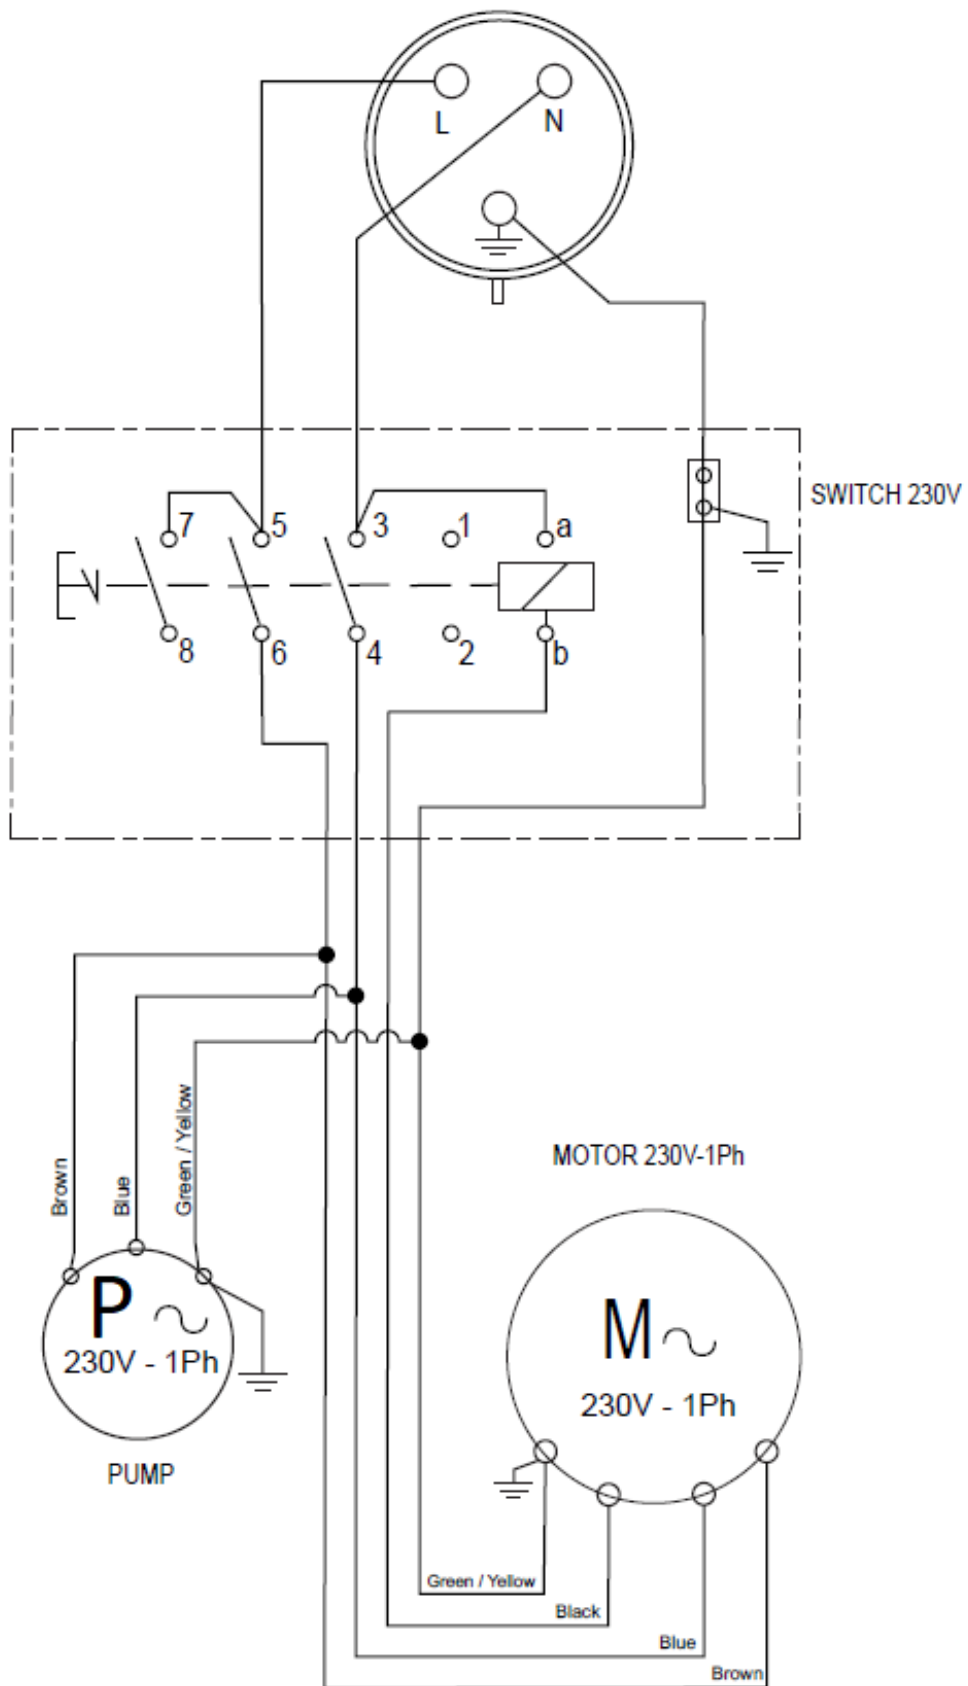 L
N
SWITCH 230V
7
5
3
1
a
8
6
4
2
b
Brown
Blue
Green / Yellow
MOTOR 230V-1Ph
P
230V - 1Ph
PUMP
M
230V - 1Ph
Green / Yellow
Black
Blue
Brown